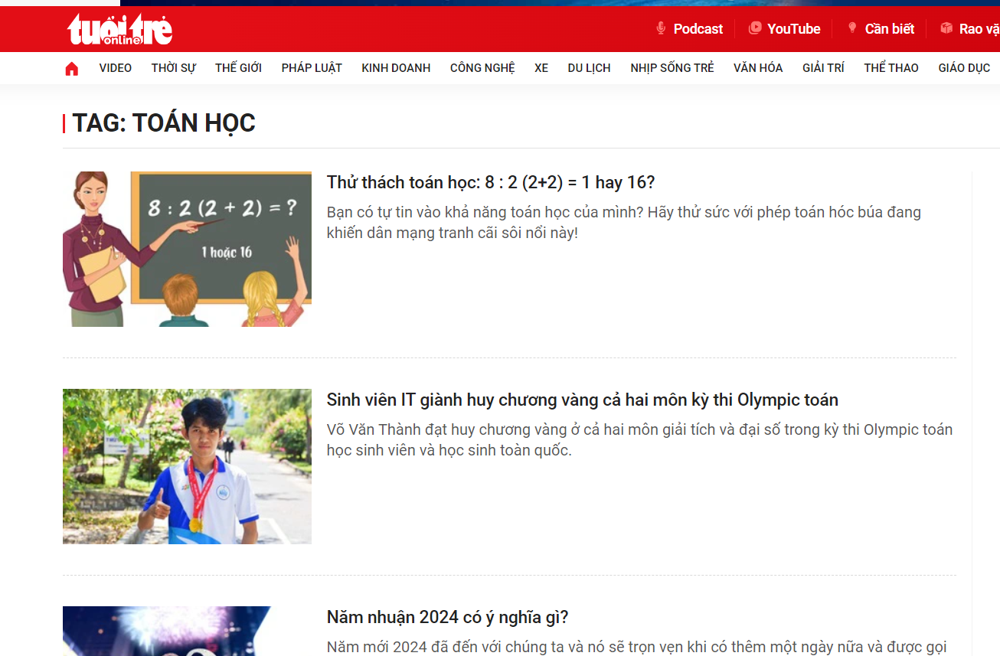 tuổi trẻ
online
Podcast
YouTube
Cần biết
Rao vặ
VIDEO THỜI SỰ THẾ GIỚI PHÁP LUẬT KINH DOANH CÔNG NGHỆ XE DU LỊCH NHỊP SỐNG TRẺ VĂN HÓA GIẢI TRÍ THỂ THAO GIÁO DỤC
TAG: TOÁN HỌC
8 : 2 (2 + 2) = ?
1 hoặc 16
Thử thách toán học: 8 : 2 (2+2) = 1 hay 16?
Bạn có tự tin vào khả năng toán học của mình? Hãy thử sức với phép toán hóc búa đang
khiến dân mạng tranh cãi sôi nổi này!
Sinh viên IT giành huy chương vàng cả hai môn kỳ thi Olympic toán
Võ Văn Thành đạt huy chương vàng ở cả hai môn giải tích và đại số trong kỳ thi Olympic toán
học sinh viên và học sinh toàn quốc.
Năm nhuận 2024 có ý nghĩa gì?
Năm mới 2024 đã đến với chúng ta và nó sẽ trọn vẹn khi có thêm một ngày nữa và được gọi